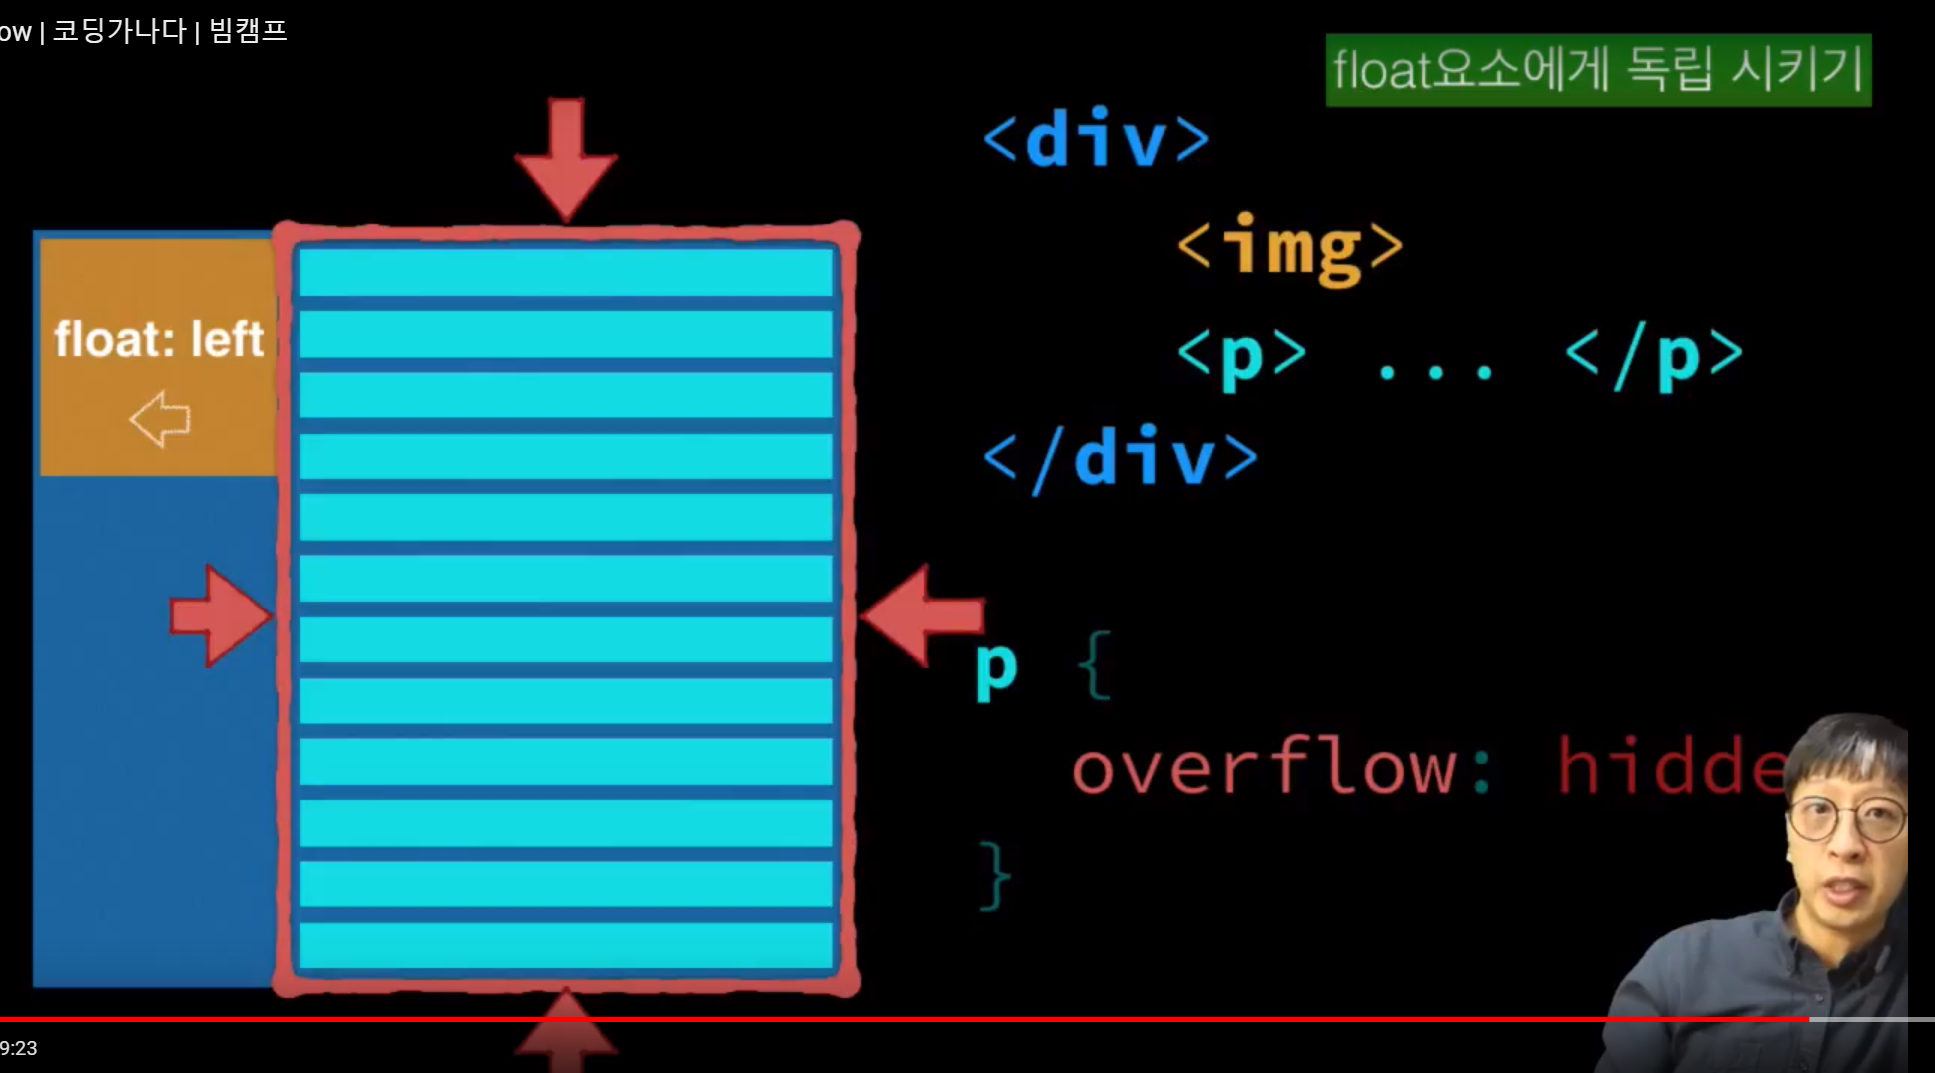 ow | 코딩가나다 | 빔캠프
float요소에게 독립 시키기
float: left
<div>
<img>
<p> ... </p>
</div>
p {
overflow: hidde
}
9:23